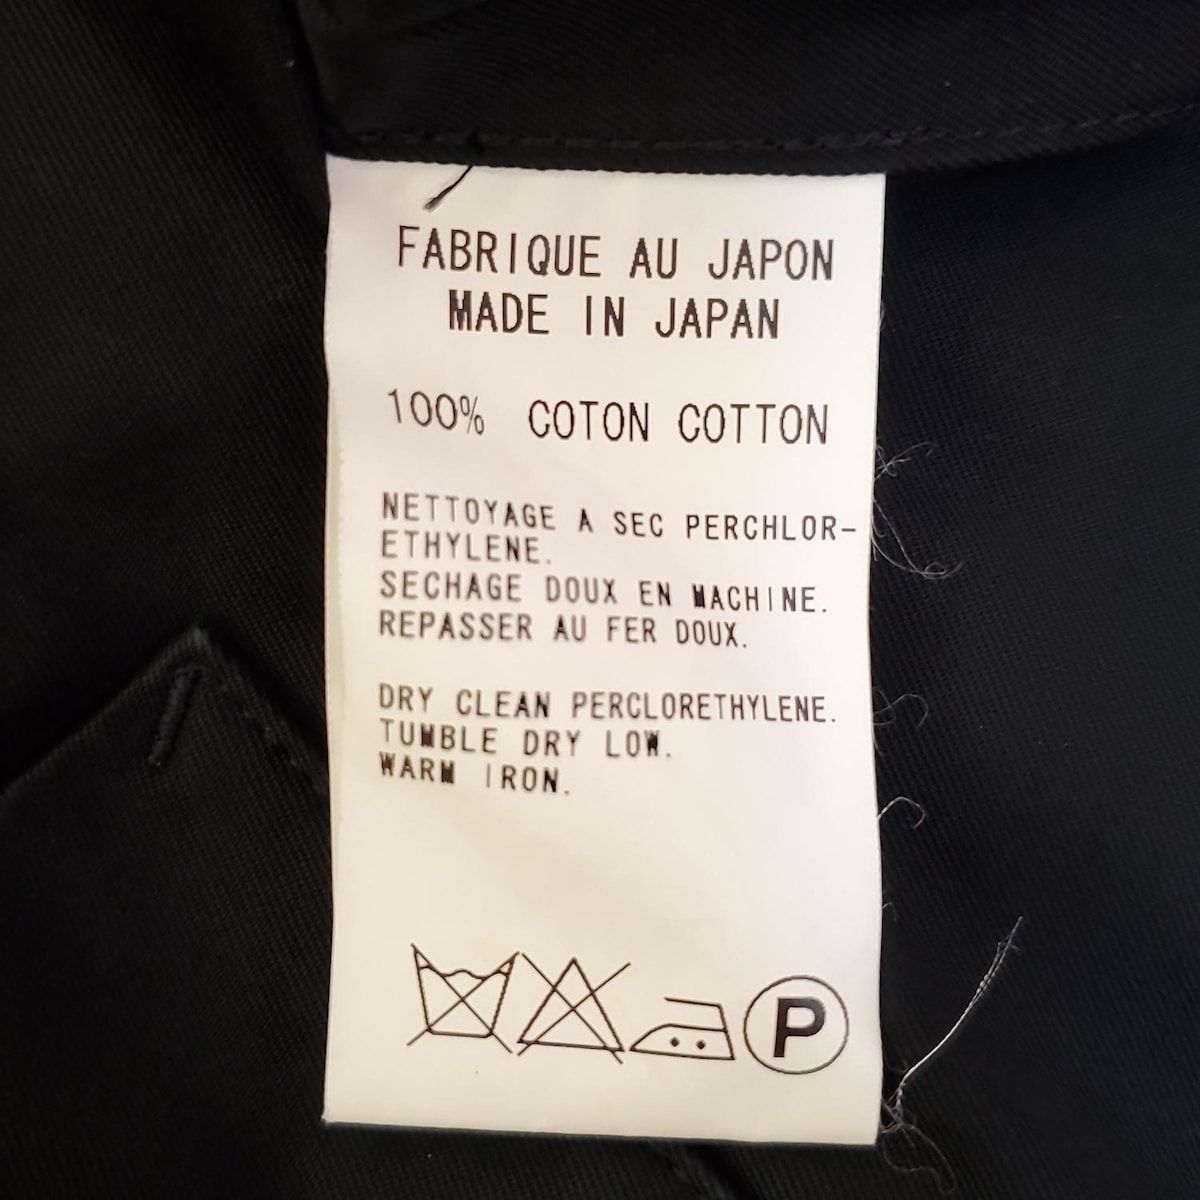 FABRIQUE AU JAPON
MADE IN JAPAN
100% COTON COTTON
NETTOYAGE A SEC PERCHLOR-
ETHYLENE.
SECHAGE DOUX EN MACHINE.
REPASSER AU FER DOUX.
DRY CLEAN PERCLORETHYLENE.
TUMBLE DRY LOW.
WARM IRON.
P